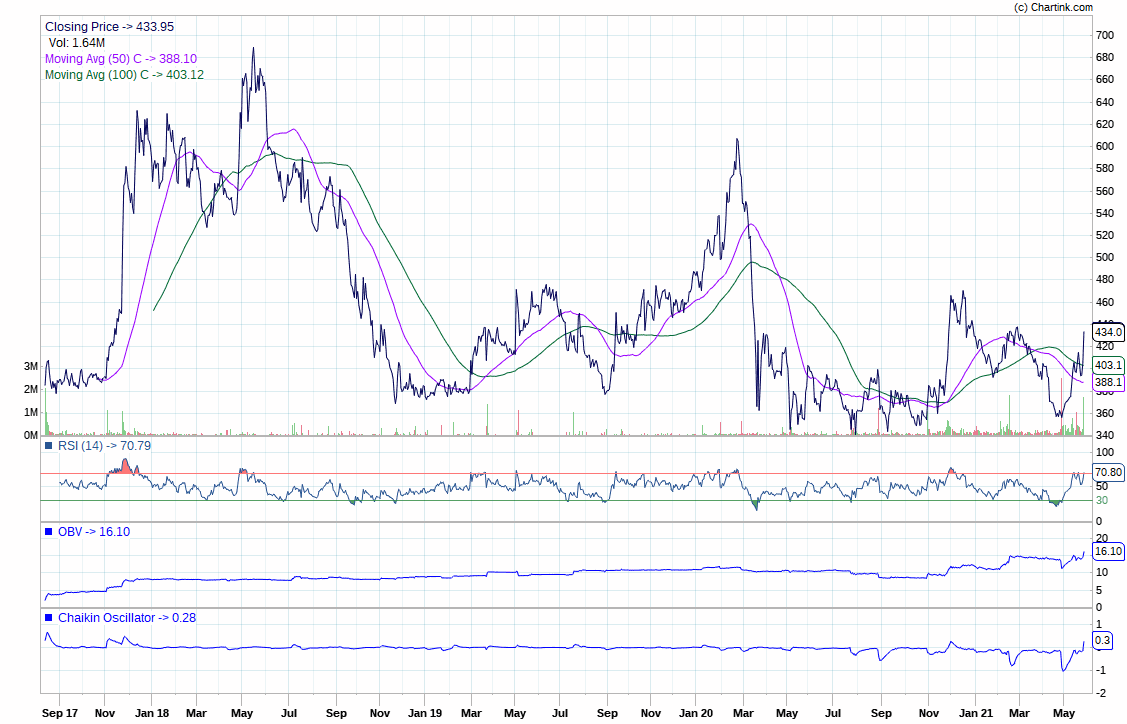 (c) Chartink.com
Closing Price -> 433.95
Vol: 1.64M
Moving Avg (50) C -> 388.10
Moving Avg (100) C -> 403.12
700
680
660
640
620
600
580
560
540
520
500
480
460
434.0
420
403.1
388.1
360
340
3M
2M
1M
0M
RSI (14) -> 70.79
100
70.80
50
30
0
OBV -> 16.10
20
16.10
10
5
0
Chaikin Oscillator -> 0.28
1
0.3
-1
-2
Sep 17 Nov Jan 18 Mar May Jul Sep Nov Jan 19 Mar May Jul Sep Nov Jan 20 Mar May Jul Sep Nov Jan 21 Mar May